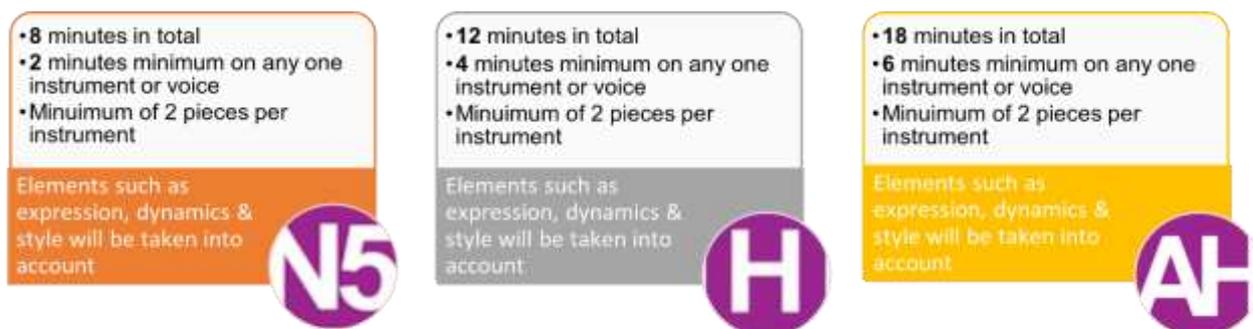 •8 minutes in total
•2 minutes minimum on any one
instrument or voice
•Minuimum of 2 pieces per
instrument
Elements such as
expression, dynamics &
style will be taken into
account
N5
•12 minutes in total
•4 minutes minimum on any one
instrument or voice
•Minuimum of 2 pieces per
instrument
Elements such as
expression, dynamics &
style will be taken into
account
H
•18 minutes in total
•6 minutes minimum on any one
instrument or voice
•Minuimum of 2 pieces per
instrument
Elements such as
expression, dynamics &
style will be taken into
account
AH